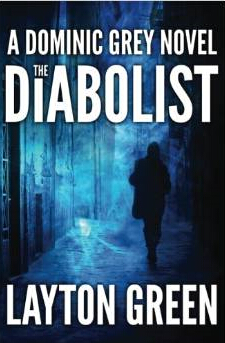 A DOMINIC GREY NOVEL
THE
DiABOLIST
LAYTON GREEN